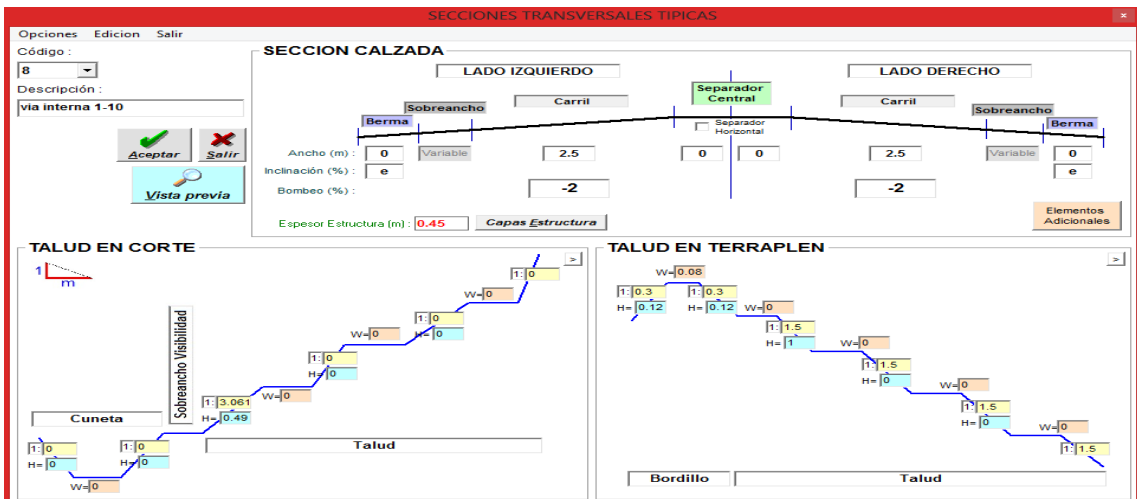 SECCIONES TRANSVERSALES TIPICAS
Opciones Edicion Salir
Código :
8
Descripción :
via interna 1-10
Aceptar Salir
Vista previa
SECCION CALZADA
LADO IZQUIERDO LADO DERECHO
Separador Central
Carril Carril
Sobreancho Sobreancho
Berma Berma
Separador Horizontal
Ancho (m) : 0 Variable 2.5 0 0 2.5 Variable 0
Inclinación (%) : e e
Bombeo (%) : -2 -2
Espesor Estructura (m) : 0.45 Capas Estructura
Elementos Adicionales
TALUD EN CORTE
>
1
m
1: 0
W= 0
1: 0
H= 0
W= 0
1: 0
H= 0
W= 0
Sobreancho Visibilidad
1: 3.061
H= 0.49
Cuneta
Talud
1: 0
H= 0
1: 0
H= 0
W= 0
TALUD EN TERRAPLEN
>
W= 0.08
1: 0.3 1: 0.3
H= 0.12 H= 0.12 W= 0
1: 1.5
H= 1 W= 0
1: 1.5
H= 0 W= 0
1: 1.5
H= 0 W= 0
1: 1.5
Bordillo Talud